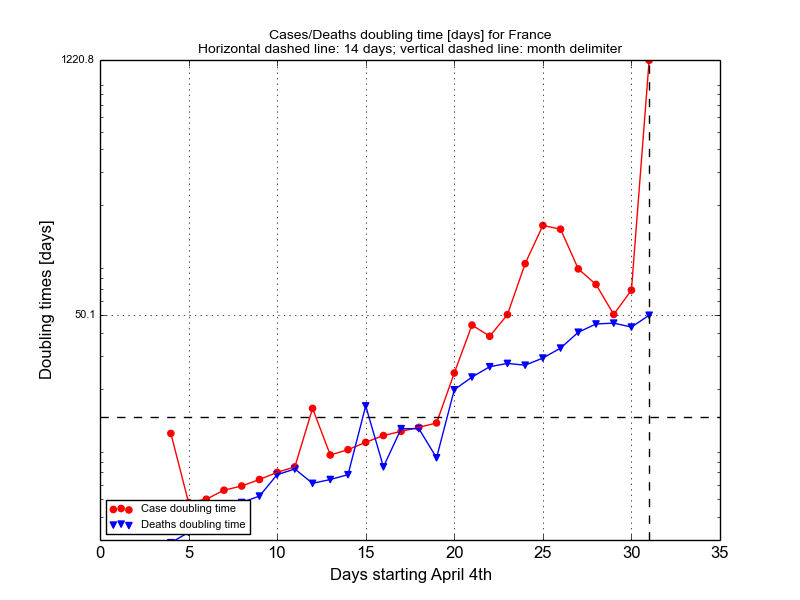 Cases/Deaths doubling time [days] for France
Horizontal dashed line: 14 days; vertical dashed line: month delimiter
1220.8
50.1
Doubling times [days]
Case doubling time
Deaths doubling time
0 5 10 15 20 25 30 35
Days starting April 4th